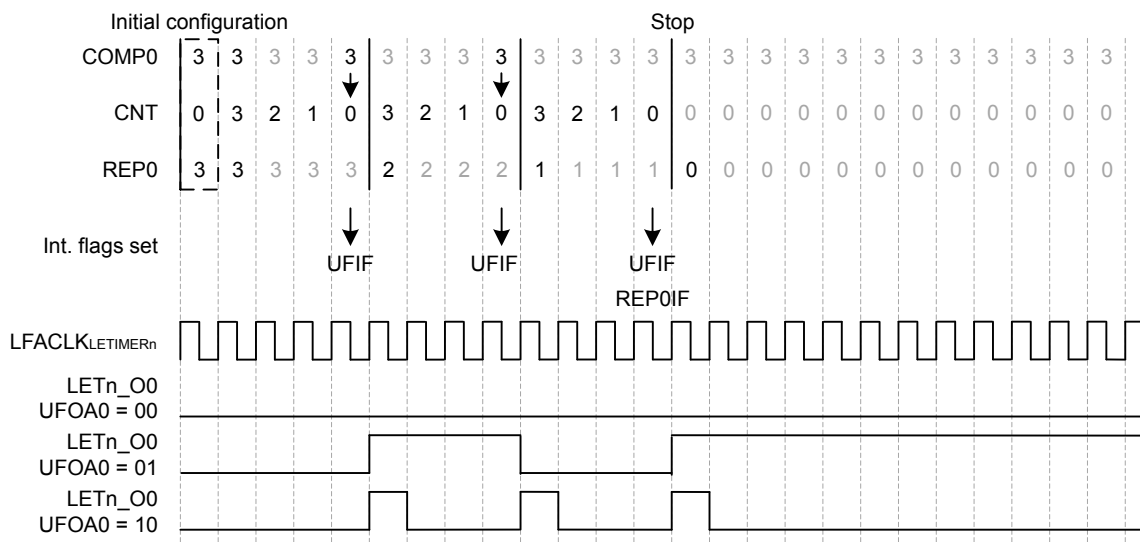 Initial configuration Stop
COMP0 3 3 3 3 3 3 3 3 3 3 3 3 3 3 3 3 3 3 3 3 3 3 3 3 3
CNT 0 3 2 1 0 3 2 1 0 3 2 1 0 0 0 0 0 0 0 0 0 0 0 0 0
REP0 3 3 3 3 3 2 2 2 2 1 1 1 1 0 0 0 0 0 0 0 0 0 0 0 0
Int. flags set
UFIF UFIF UFIF
REP0IF
LFACLKLETIMERn
LETn_O0
UFOA0 = 00
LETn_O0
UFOA0 = 01
LETn_O0
UFOA0 = 10